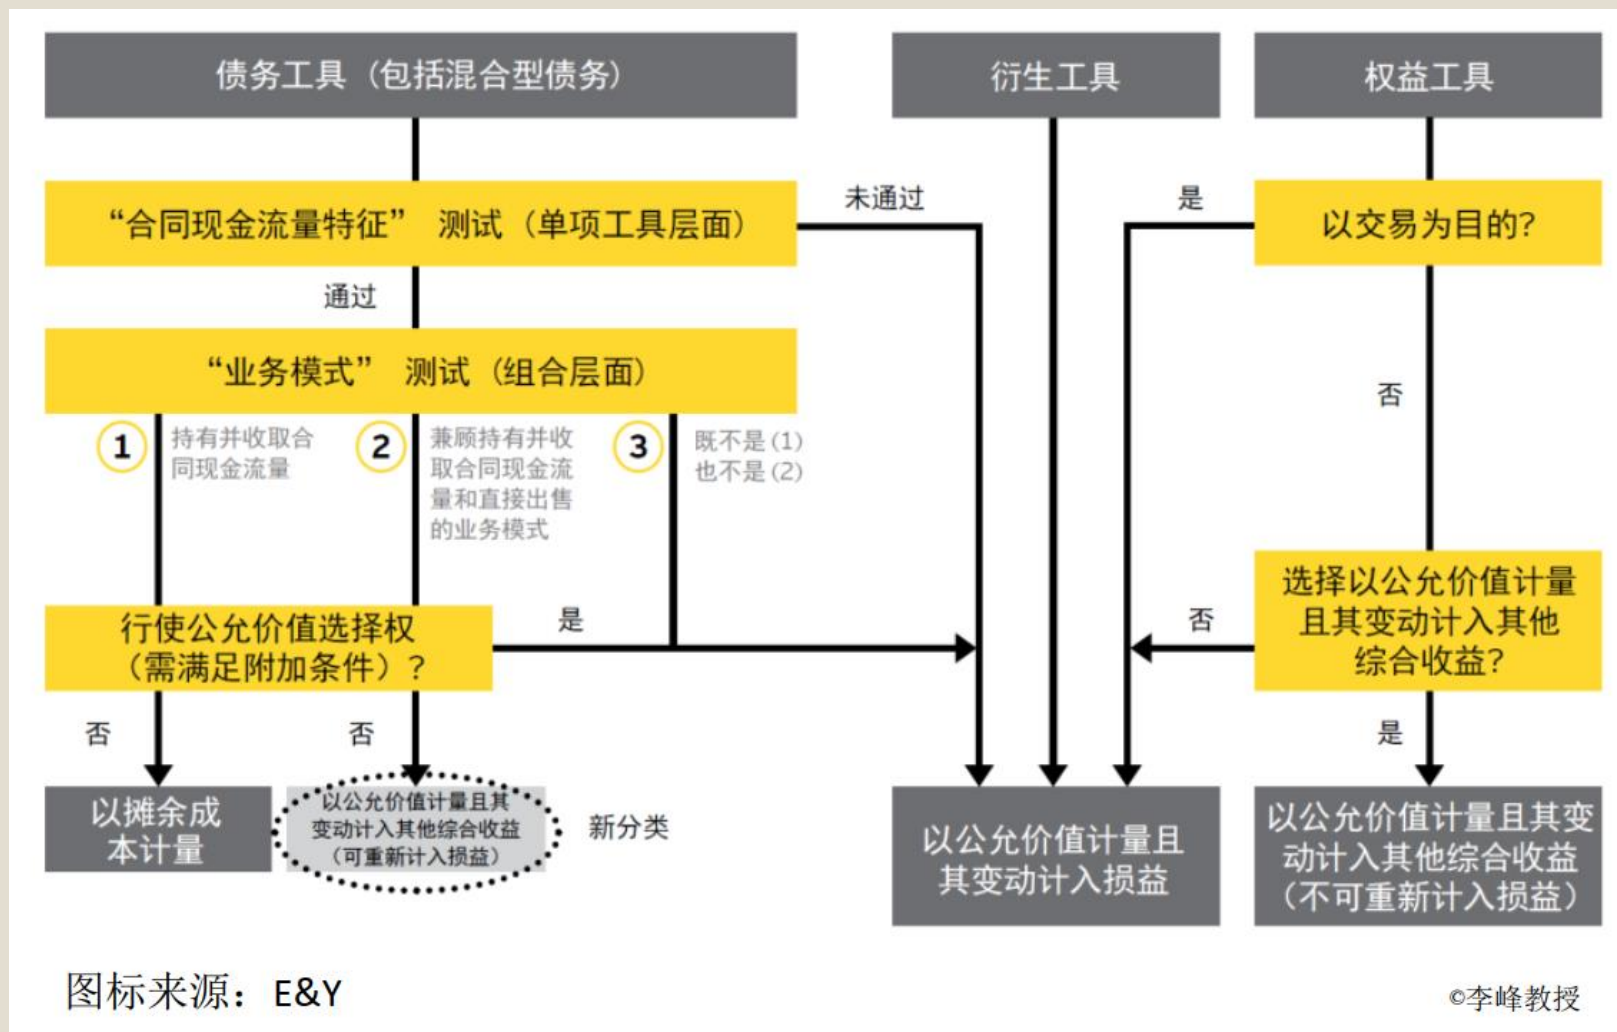 债务工具（包括混合型债务）
衍生工具
权益工具
“合同现金流量特征” 测试（单项工具层面）
未通过
是
以交易为目的?
通过
“业务模式” 测试（组合层面）
否
1
持有并收取合
同现金流量
2
兼顾持有并收
取合同现金流
量和直接出售
的业务模式
3
既不是(1)
也不是(2)
行使公允价值选择权
（需满足附加条件）?
是
否
选择以公允价值计量
且其变动计入其他
综合收益?
否
否
是
以摊余成
本计量
以公允价值计量且其
变动计入其他综合收益
（可重新计入损益）
新分类
以公允价值计量且
其变动计入损益
以公允价值计量且其变
动计入其他综合收益
（不可重新计入损益）
图标来源：E&Y
©李峰教授